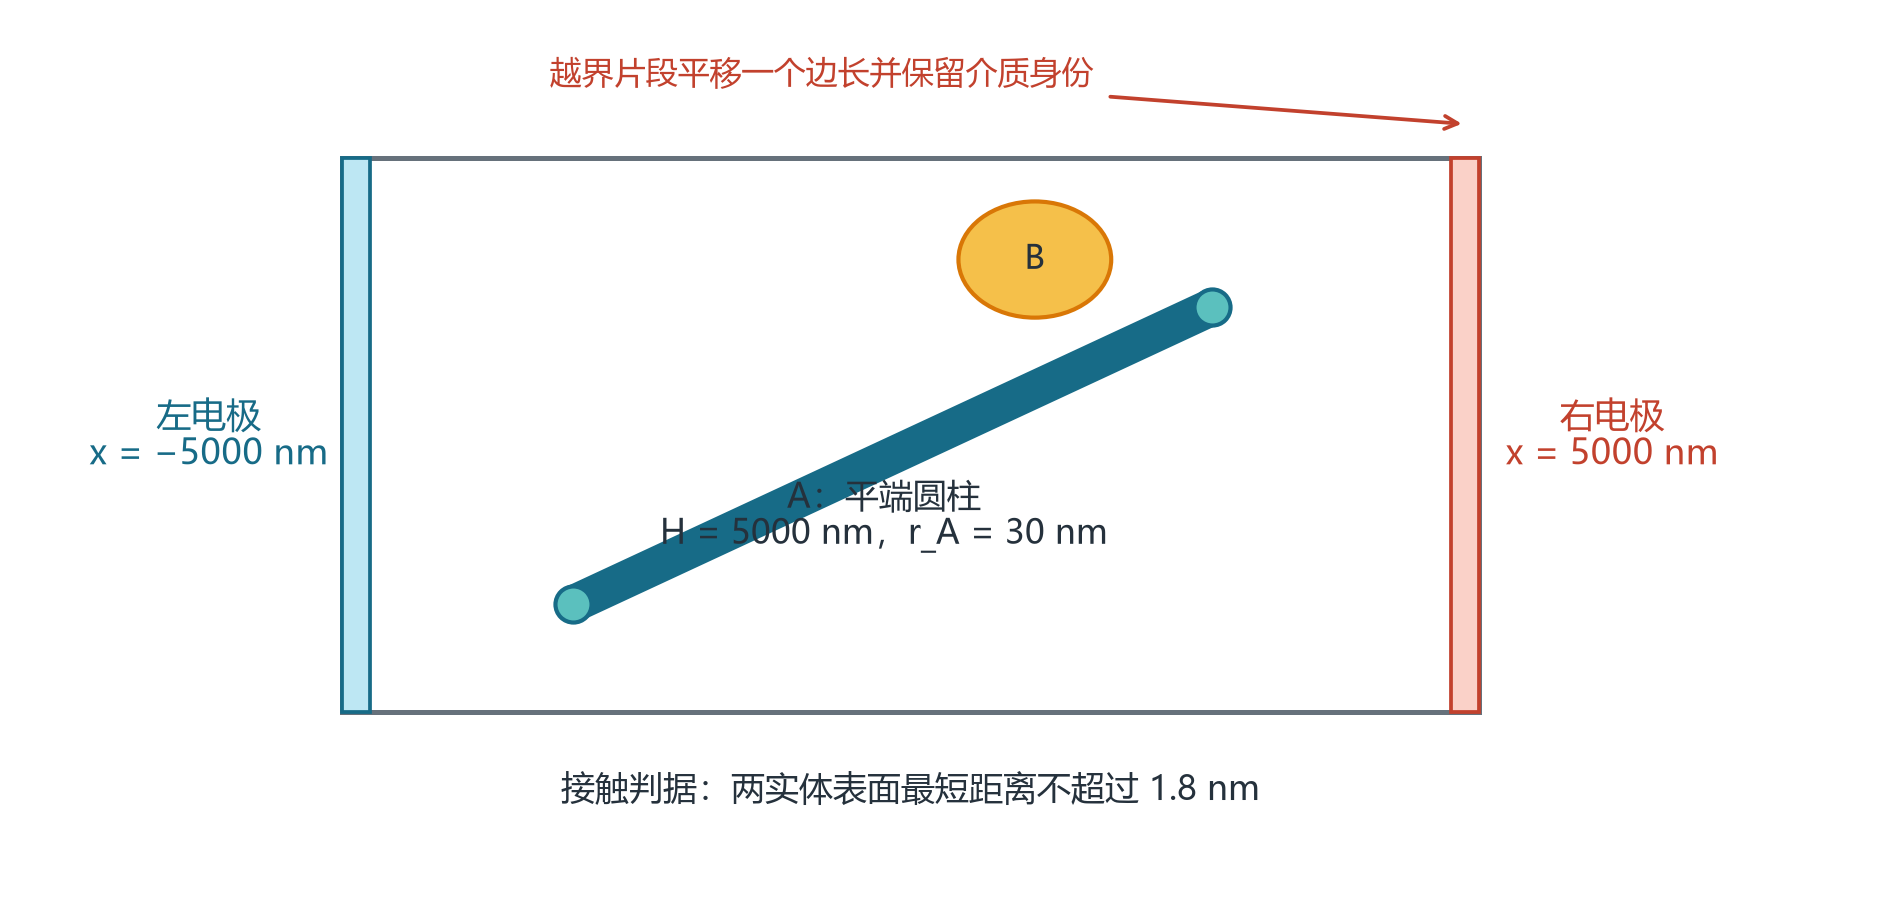 越界片段平移一个边长并保留介质身份
B
左电极
x = −5000 nm
右电极
x = 5000 nm
A：平端圆柱
H = 5000 nm，r_A = 30 nm
接触判据：两实体表面最短距离不超过 1.8 nm